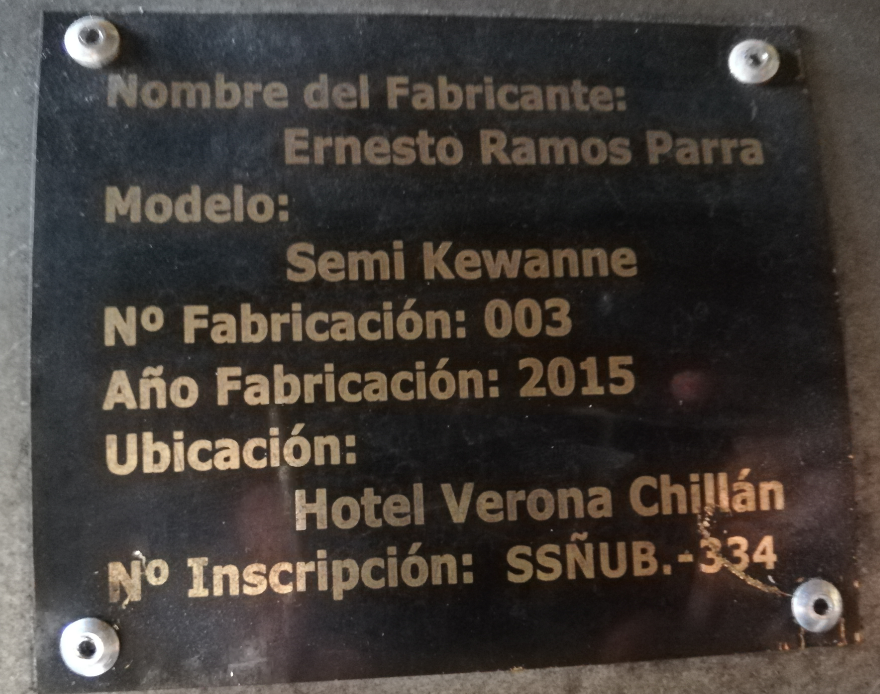 Nombre del Fabricante:
Ernesto Ramos Parra
Modelo:
Semi Kewanne
Nº Fabricación: 003
Año Fabricación: 2015
Ubicación:
Hotel Verona Chillán
Nº Inscripción: SSÑUB.-334